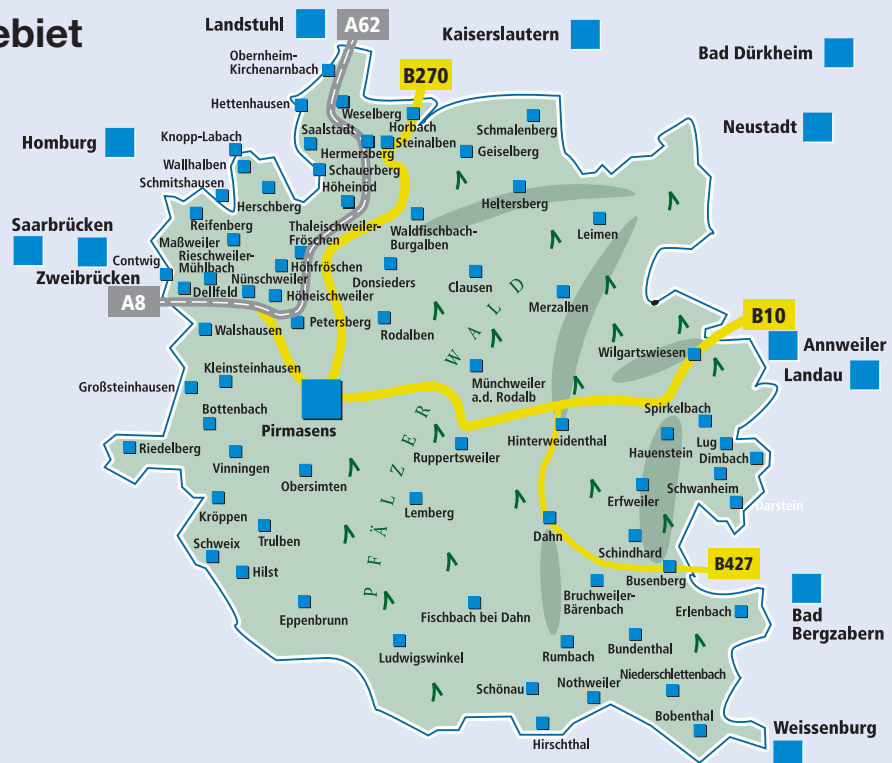 ebiet
Landstuhl
A62
Kaiserslautern
Bad Dürkheim
Obernheim-
Kirchenarnbach
B270
Hettenhausen
Weselberg
Horbach
Schmalenberg
Neustadt
Homburg
Knopp-Labach
Saalstadt
Steinalben
Hermersberg
Geiselberg
Wallhalben
Schauerberg
Schmitshausen
Höheinöd
Herschberg
Heltersberg
Saarbrücken
Reifenberg
Thaleischweiler-
Fröschen
Waldfischbach-
Burgalben
Leimen
Maßweiler
Rieschweiler-
Mühlbach
Contwig
Höhfröschen
Zweibrücken
Nünschweiler
Donsieders
Clausen
Dellfeld
Höheischweiler
Merzalben
A8
B10
Walshausen
Petersberg
Rodalben
Annweiler
Wilgartswiesen
Landau
Kleinsteinhausen
Großsteinhausen
Münchweiler
a.d. Rodalb
Bottenbach
Spirkelbach
Pirmasens
Hinterweidenthal
Lug
Riedelberg
Ruppertsweiler
Hauenstein
Dimbach
Vinningen
Obersimten
Schwanheim
Erfweiler
Darstein
Kröppen
Lemberg
Trulben
Dahn
Schweix
Schindhard
B427
Hilst
Busenberg
Bruchweiler-
Bärenbach
Bad
Bergzabern
Eppenbrunn
Fischbach bei Dahn
Erlenbach
Ludwigswinkel
Rumbach
Bundenthal
Niederschlettenbach
Schönau
Nothweiler
Bobenthal
Weissenburg
Hirschthal
PFÄLZER WALD